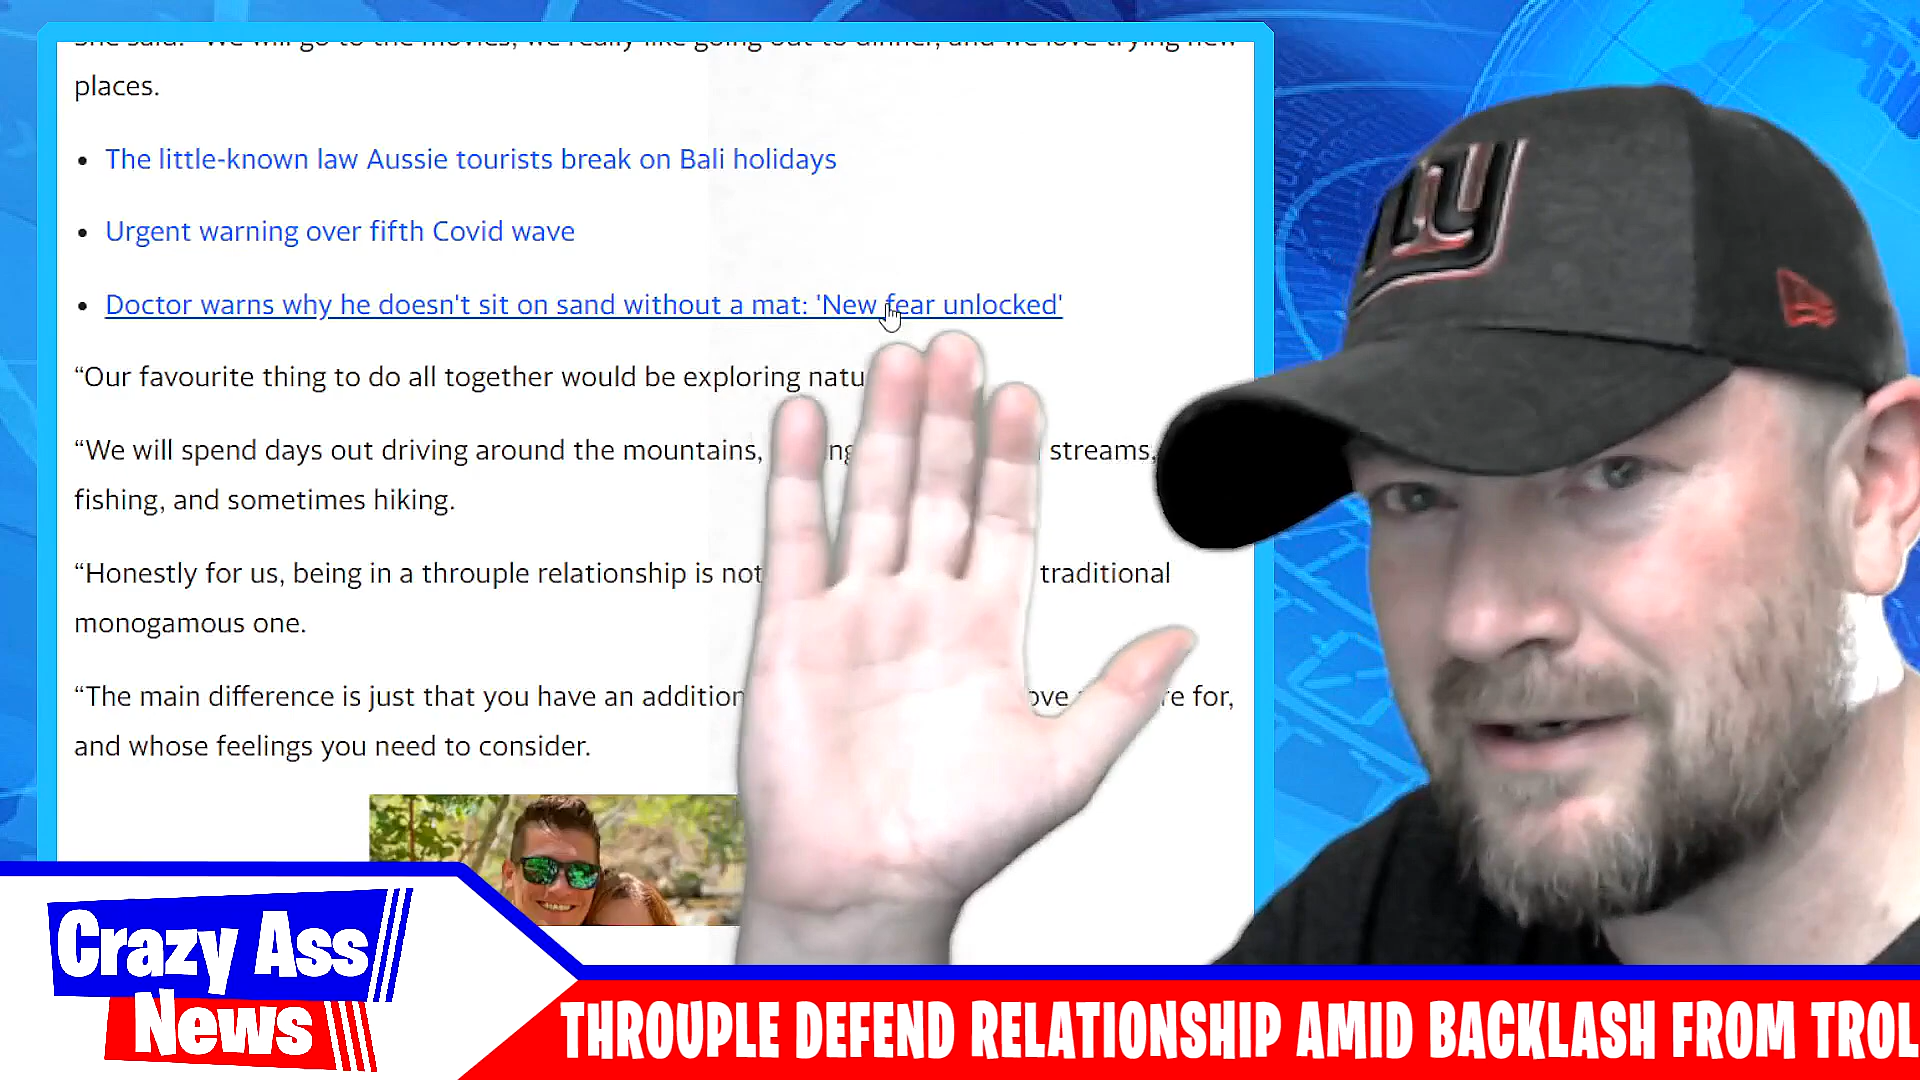 places.
The little-known law Aussie tourists break on Bali holidays
Urgent warning over fifth Covid wave
Doctor warns why he doesn't sit on sand without a mat: 'New fear unlocked'
“Our favourite thing to do all together would be exploring
“We will spend days out driving around the mountains, streams,
fishing, and sometimes hiking.
“Honestly for us, being in a throuple relationship is not traditional
monogamous one.
“The main difference is just that you have an for,
and whose feelings you need to consider.
ny
Crazy Ass
News
THROUPLE DEFEND RELATIONSHIP AMID BACKLASH FROM TROL